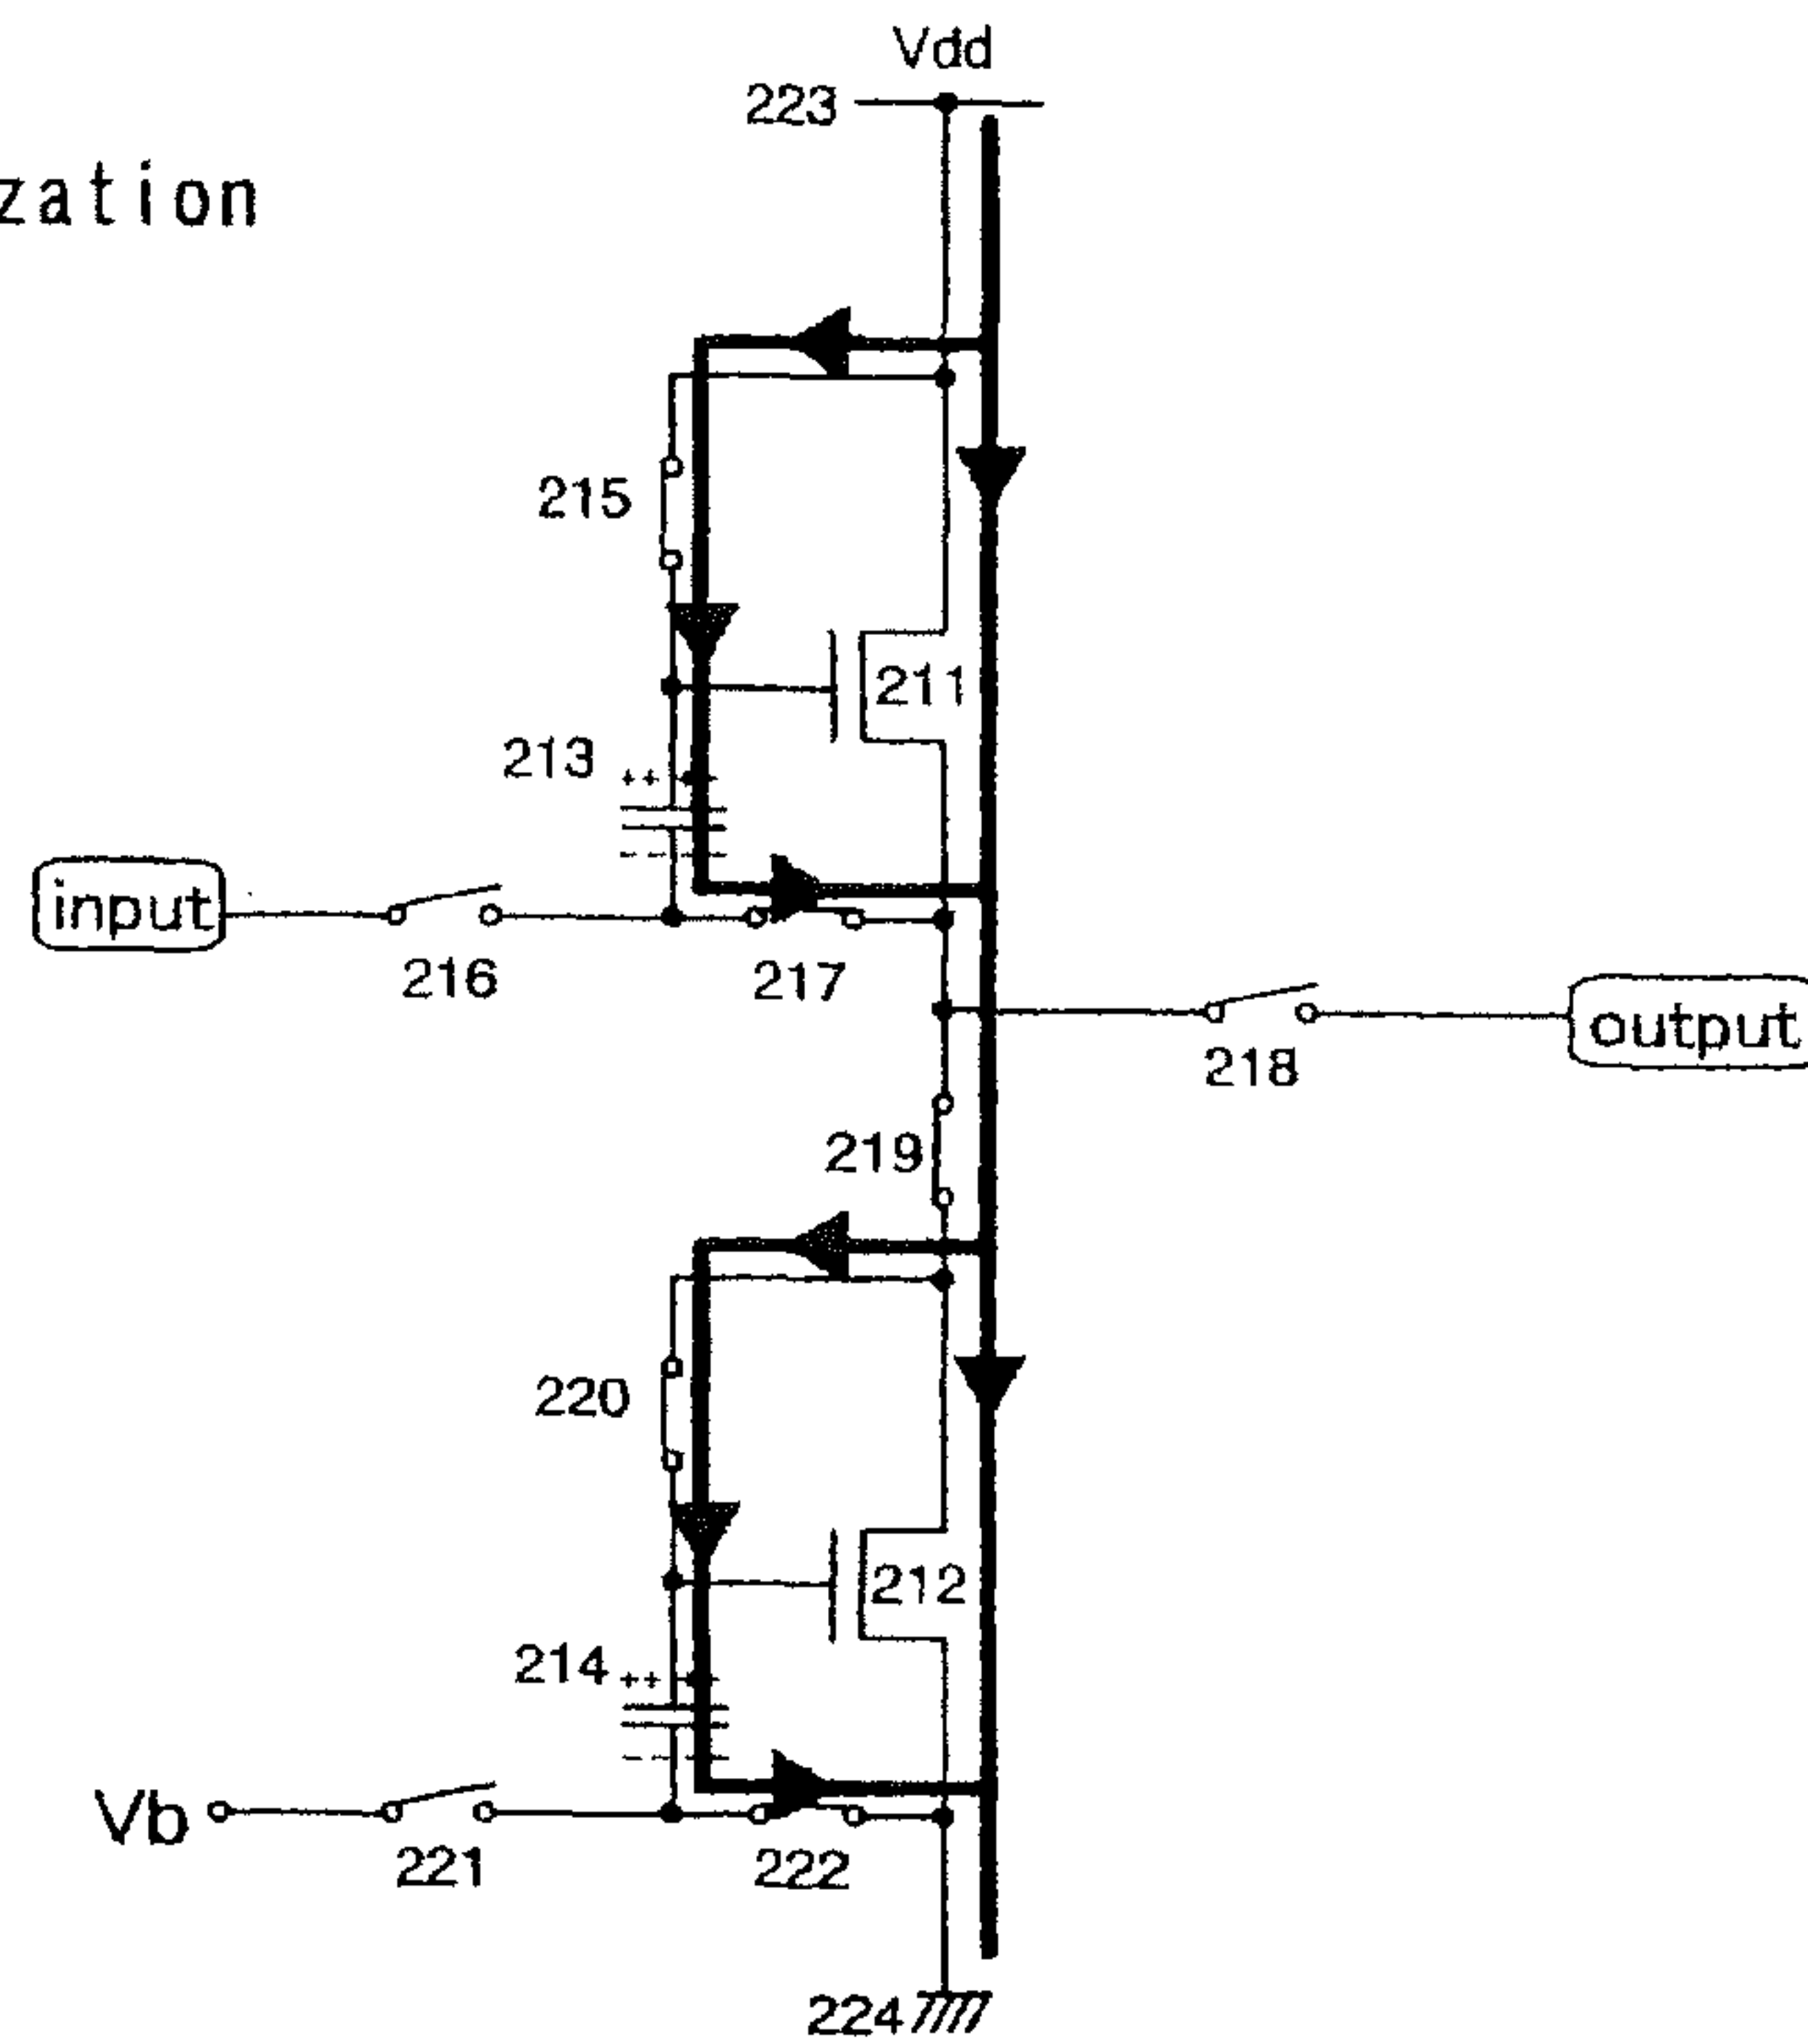 Vdd
223
zation
215
211
213
++ +
- - - -
input
216
217
output
218
219
220
212
214
++ +
- - - -
Vb
221
222
224